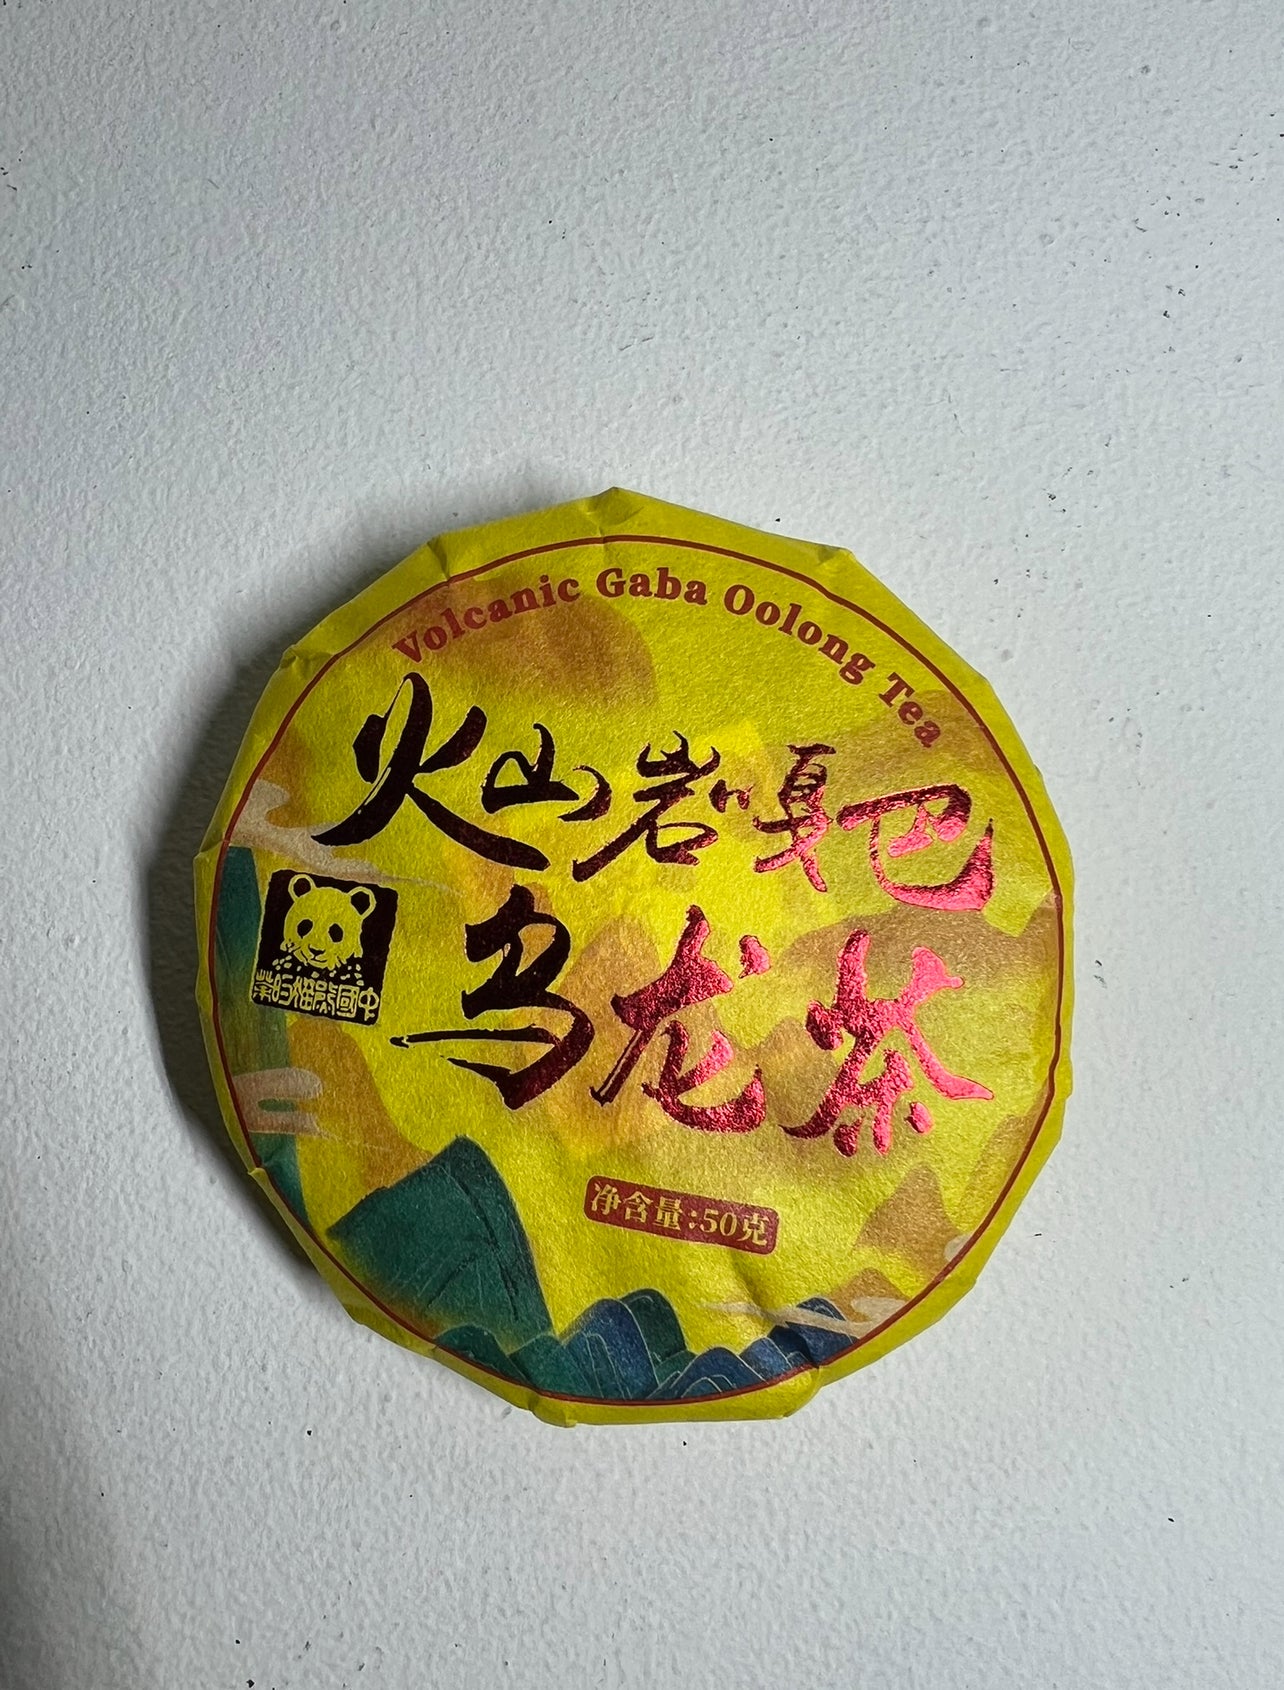 Volcanic Gaba Oolong Tea
火山岩嘎巴
乌龙茶
净含量:50克